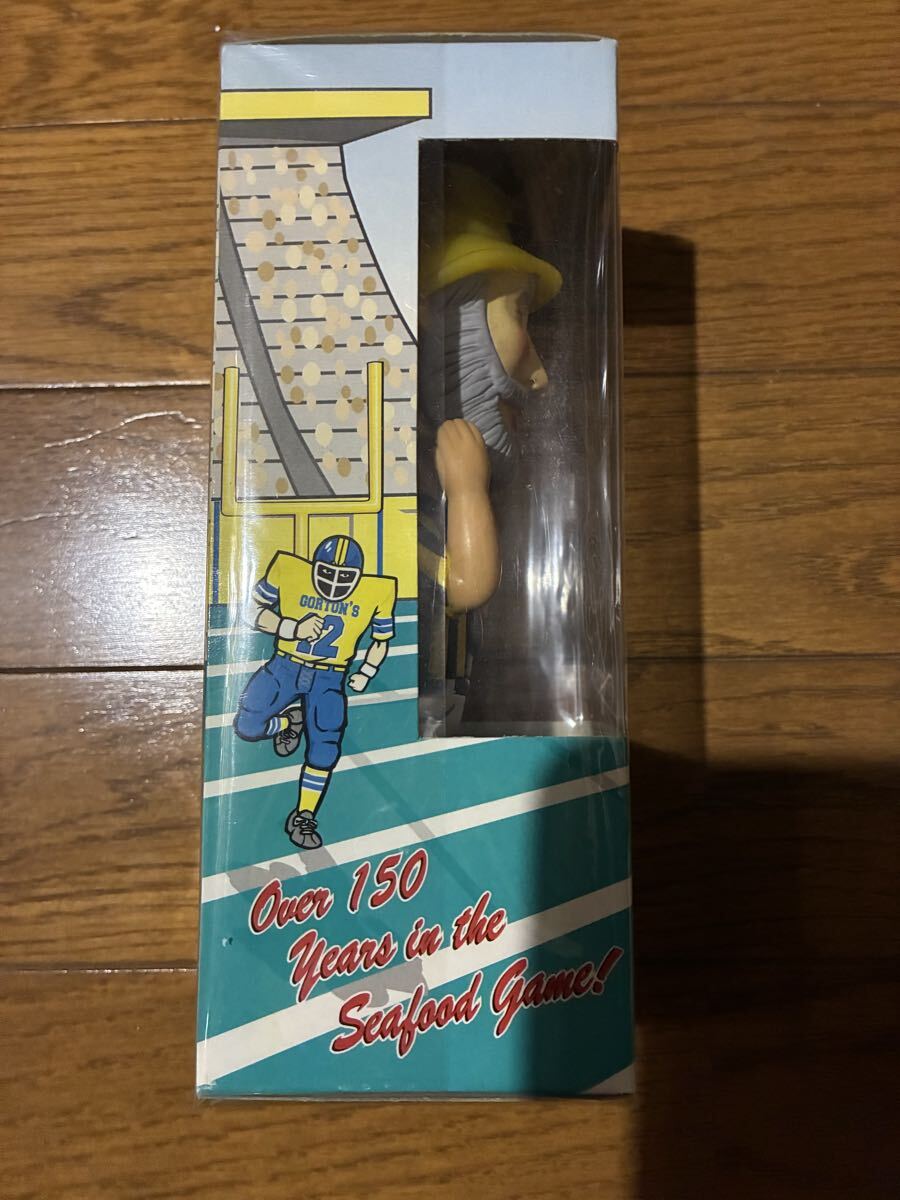 GORTON'S
12
Over 150
Years in the
Seafood Game!